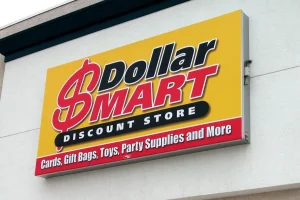 Dollar
$MART
DISCOUNT STORE
Cards, Gift Bags, Toys, Party Supplies and More